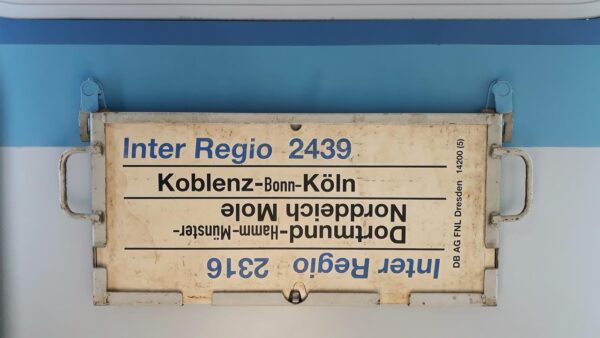 Inter Regio 2439
Koblenz-Bonn-Köln
Inter Regio 2316
Dortmund-Hamm-Münster-
Norddeich Mole
DB AG FNL Dresden 14200 (5)